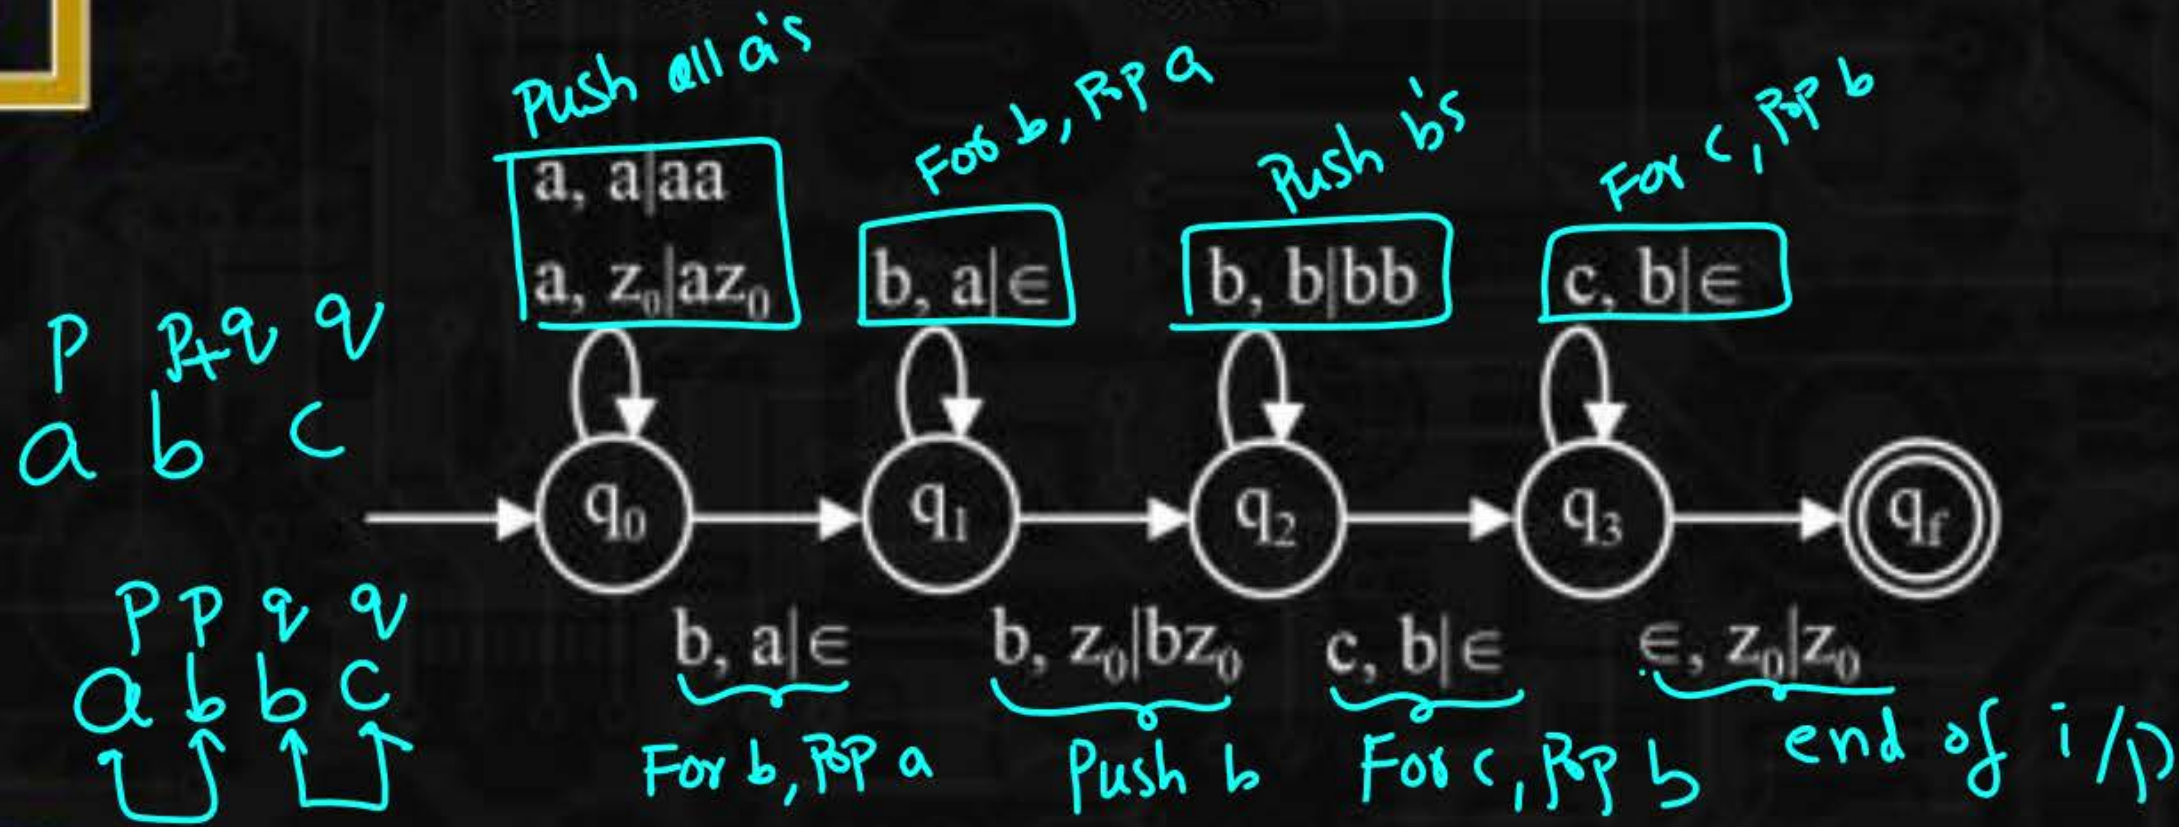 Push all a's
For b, Pop a
Push b's
For c, Pop b
a, a|aa
a, z₀|az₀
b, a|∈
b, b|bb
c, b|∈
p p+q q
a b c
q₀
q₁
q₂
q₃
q_f
p p q q
a b b c
b, a|∈
b, z₀|bz₀
c, b|∈
∈, z₀|z₀
For b, Pop a
Push b
For c, Pop b
end of i/p